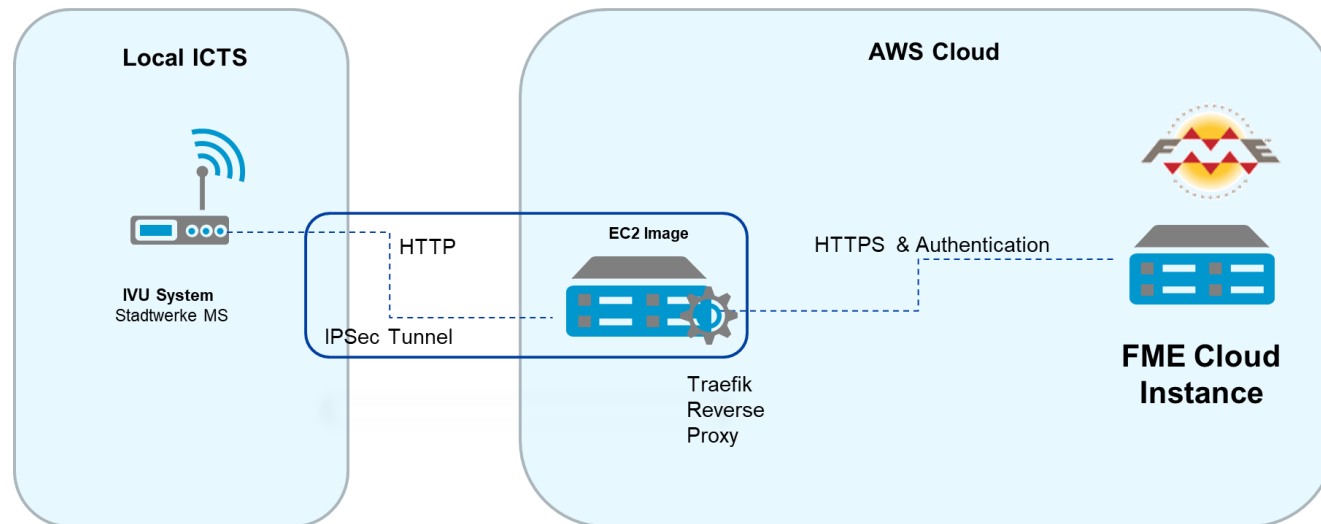 Local ICTS
AWS Cloud
FME
EC2 Image
HTTP
HTTPS & Authentication
IVU System
Stadtwerke MS
IPSec Tunnel
FME Cloud
Instance
Traefik
Reverse
Proxy